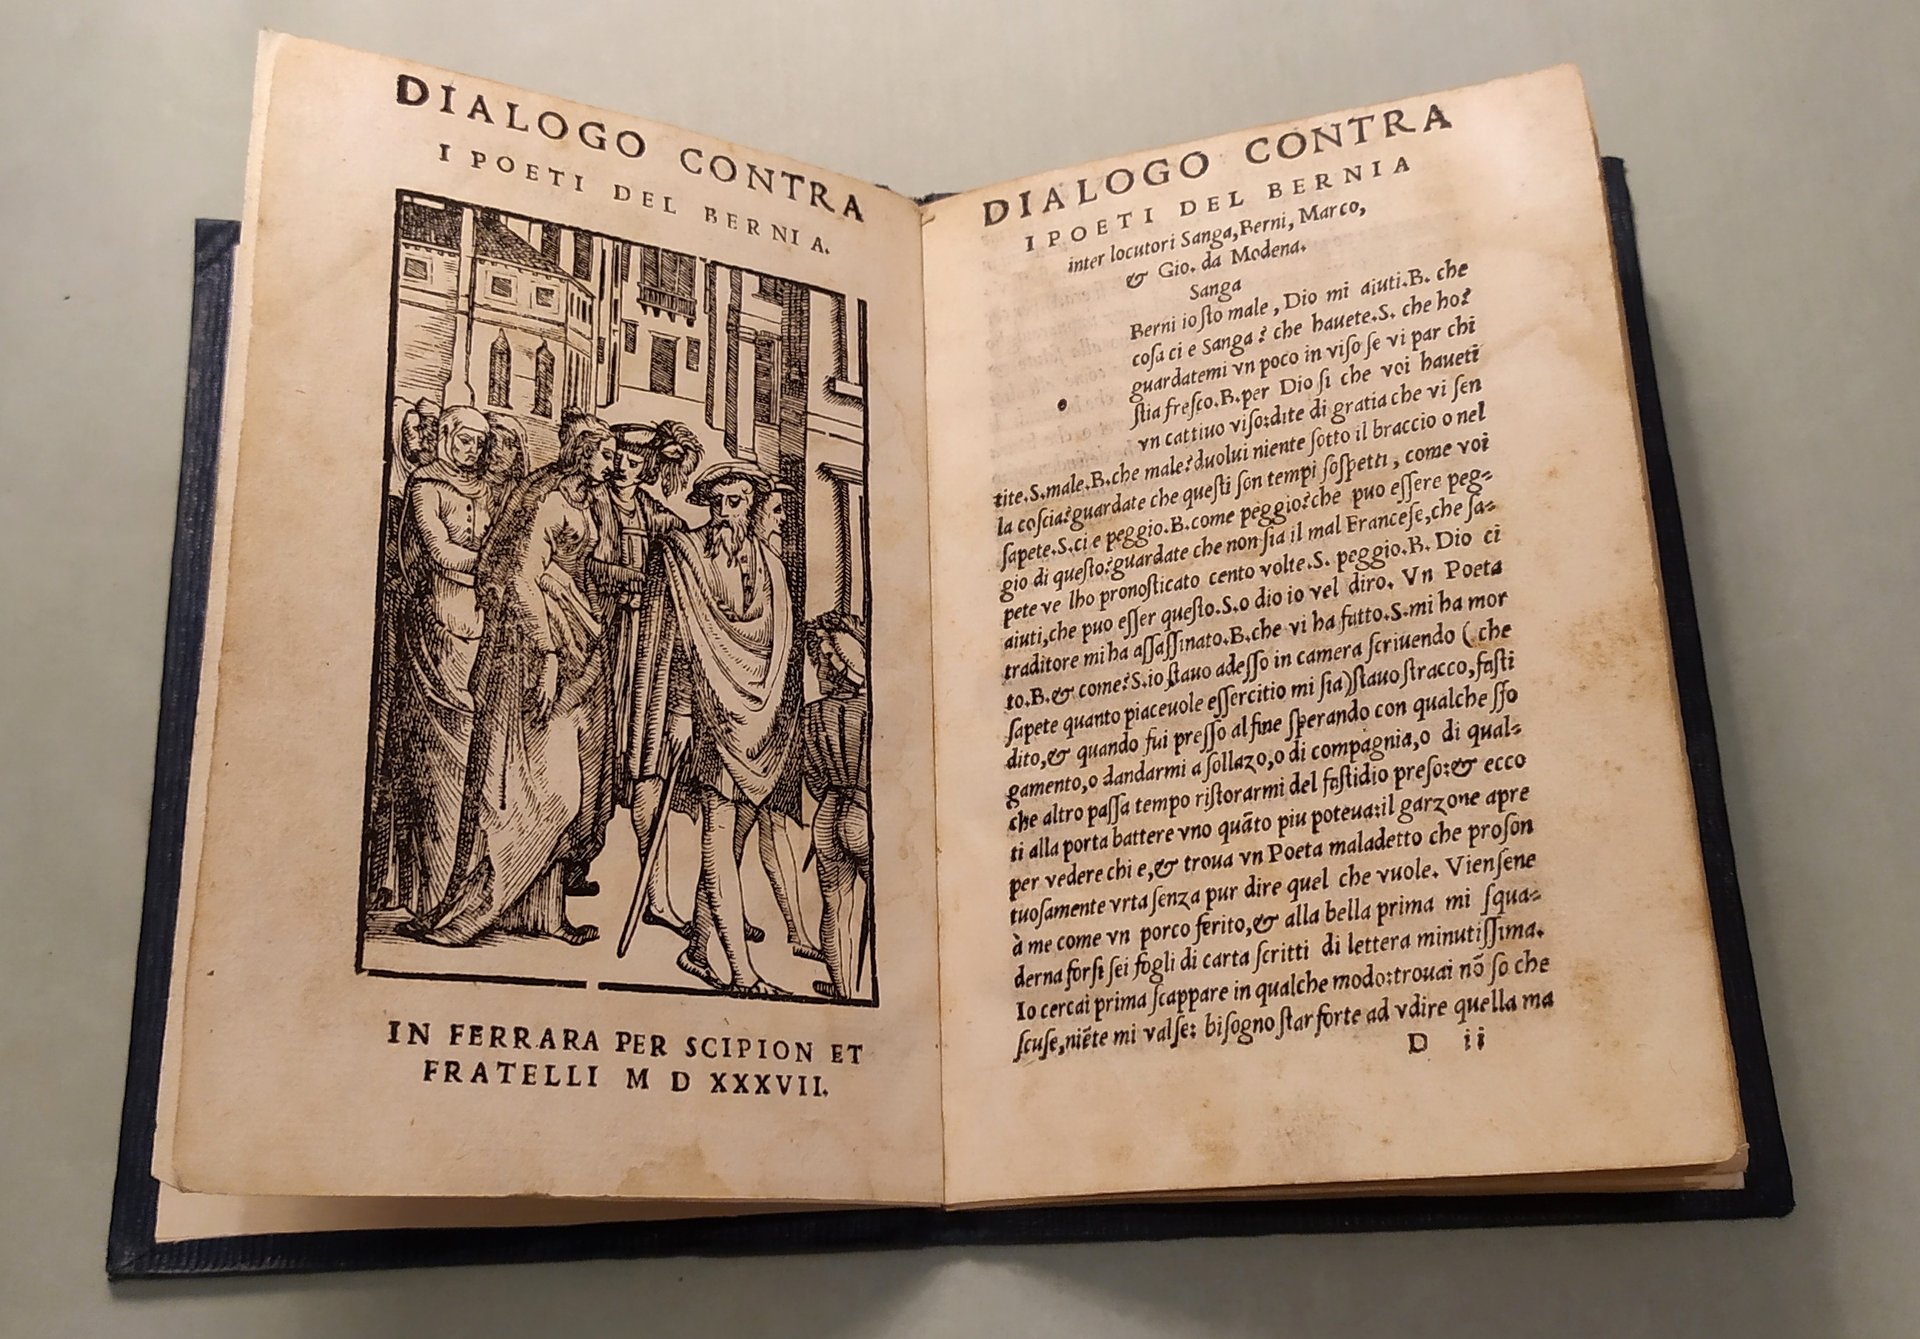 DIALOGO CONTRA
I POETI DEL BERNIA.
IN FERRARA PER SCIPION ET
FRATELLI M D XXXVII.
DIALOGO CONTRA
I POETI DEL BERNIA
inter locutori Sanga, Berni, Marco,
& Gio. da Modena.
Sanga
Berni io ſto male, Dio mi aiuti.B. che
coſa ci e Sanga? che hauete.S. che ho?
guardatemi vn poco in viſo ſe vi par chi
ſtia freſco.B.per Dio ſi che voi haueti
vn cattiuo viſo:dite di gratia che vi ſen
tite.S.male.B.che male?duolui niente ſotto il braccio o nel
la coſcia?guardate che queſti ſon tempi ſoſpetti, come voi
ſapete.S.ci e peggio.B.come peggio?che puo eſſere peg-
gio di queſto?guardate che non ſia il mal Franceſe,che ſa-
pete ve lho pronoſticato cento volte.S. peggio.B. Dio ci
aiuti,che puo eſſer queſto.S.o dio io vel diro. Vn Poeta
traditore mi ha aſſaſſinato.B.che vi ha fatto.S.mi ha mor
to.B.& come?S.io ſtauo adeſſo in camera ſcriuendo ( che
ſapete quanto piaceuole eſſercitio mi ſia)ſtauo ſtracco,faſti
dito,& quando fui preſſo al fine ſperando con qualche ſfo
gamento,o dandarmi a ſollazo,o di compagnia,o di qual-
che altro paſſa tempo riſtorarmi del faſtidio preſo:& ecco
ti alla porta battere vno quāto piu poteua:il garzone apre
per vedere chi e,& troua vn Poeta maladetto che proſon
tuoſamente vrta ſenza pur dire quel che vuole. Vienſene
à me come vn porco ferito,& alla bella prima mi ſqua-
derna forſi ſei fogli di carta ſcritti di lettera minutiſſima.
Io cercai prima ſcappare in qualche modo:trouai nō ſo che
ſcuſe,niēte mi valſe: biſogno ſtar forte ad vdire quella ma
D ii